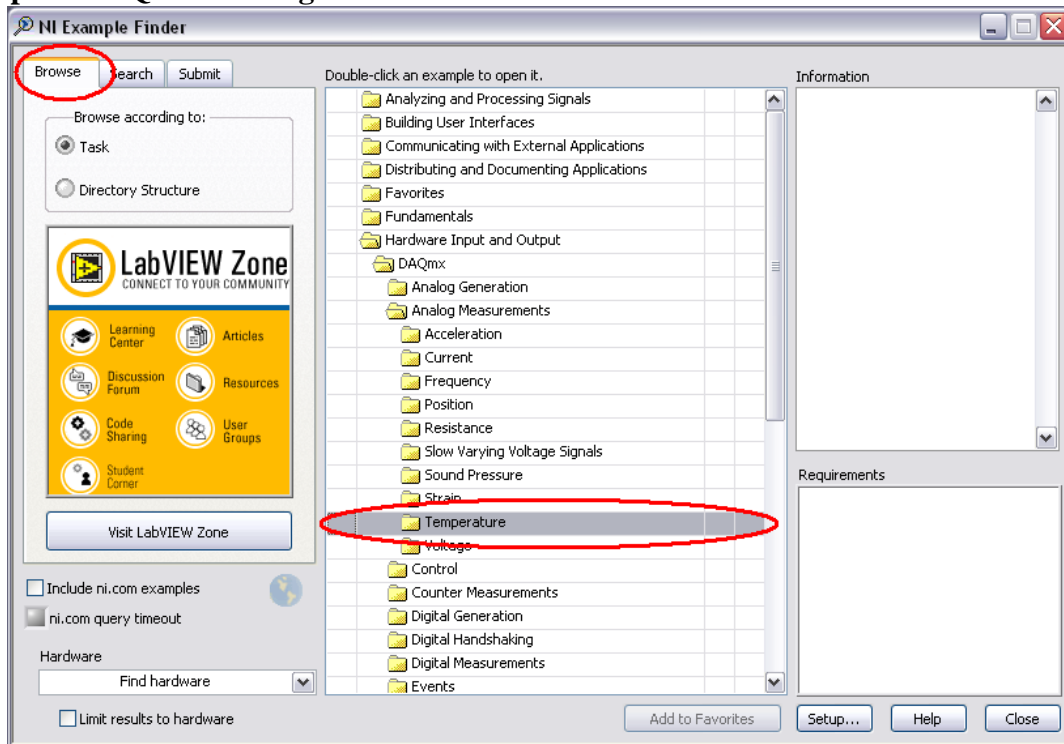 NI Example Finder
Browse Search Submit
Browse according to:
Task
Directory Structure
LabVIEW Zone
CONNECT TO YOUR COMMUNITY
Learning Center
Articles
Discussion Forum
Resources
Code Sharing
User Groups
Student Corner
Visit LabVIEW Zone
Include ni.com examples
ni.com query timeout
Hardware
Find hardware
Limit results to hardware
Double-click an example to open it.
Analyzing and Processing Signals
Building User Interfaces
Communicating with External Applications
Distributing and Documenting Applications
Favorites
Fundamentals
Hardware Input and Output
DAQmx
Analog Generation
Analog Measurements
Acceleration
Current
Frequency
Position
Resistance
Slow Varying Voltage Signals
Sound Pressure
Strain
Temperature
Voltage
Control
Counter Measurements
Digital Generation
Digital Handshaking
Digital Measurements
Events
Information
Requirements
Add to Favorites
Setup...
Help
Close